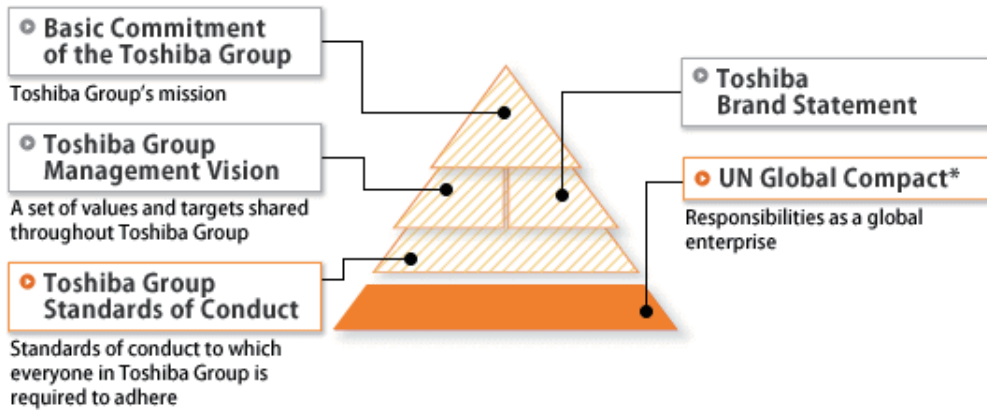 Basic Commitment
of the Toshiba Group
Toshiba Group's mission
Toshiba Group
Management Vision
A set of values and targets shared
throughout Toshiba Group
Toshiba Group
Standards of Conduct
Standards of conduct to which
everyone in Toshiba Group is
required to adhere
Toshiba
Brand Statement
UN Global Compact*
Responsibilities as a global
enterprise